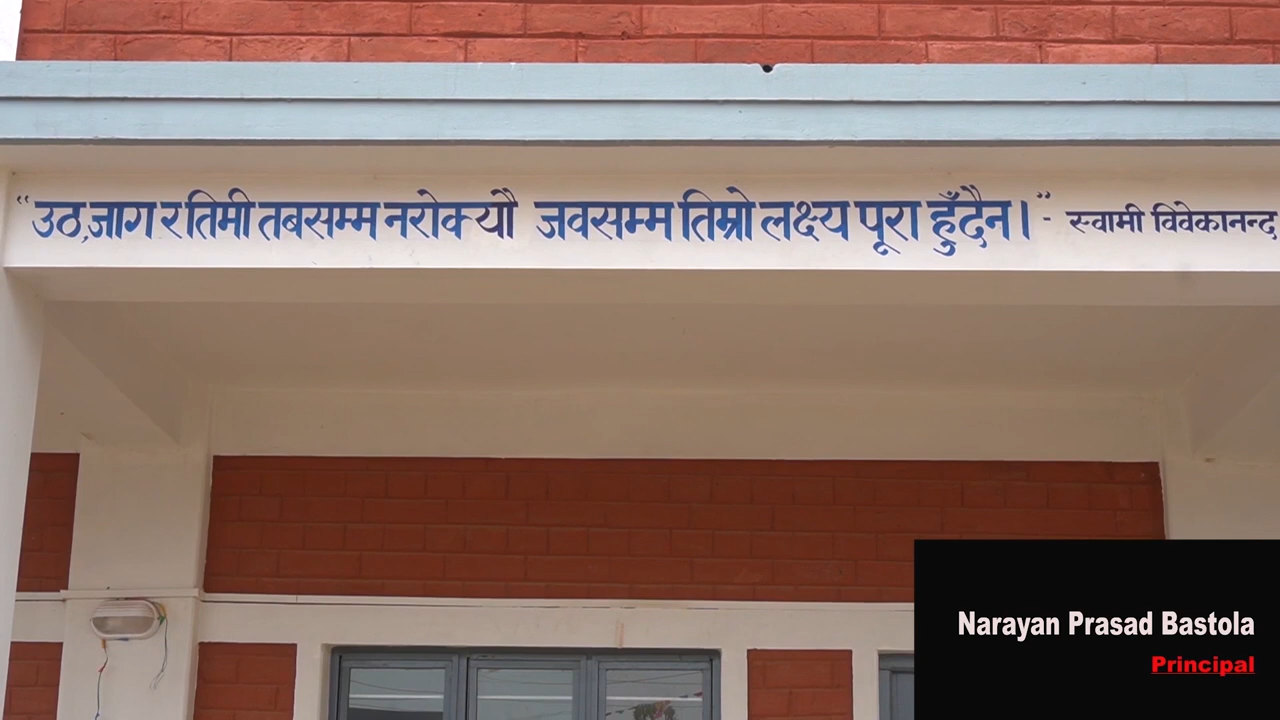 “उठ,जाग र तिमी तबसम्म नरोक्यौ जवसम्म तिम्रो लक्ष्य पूरा हुँदैन।” - स्वामी विवेकानन्द
Narayan Prasad Bastola
Principal